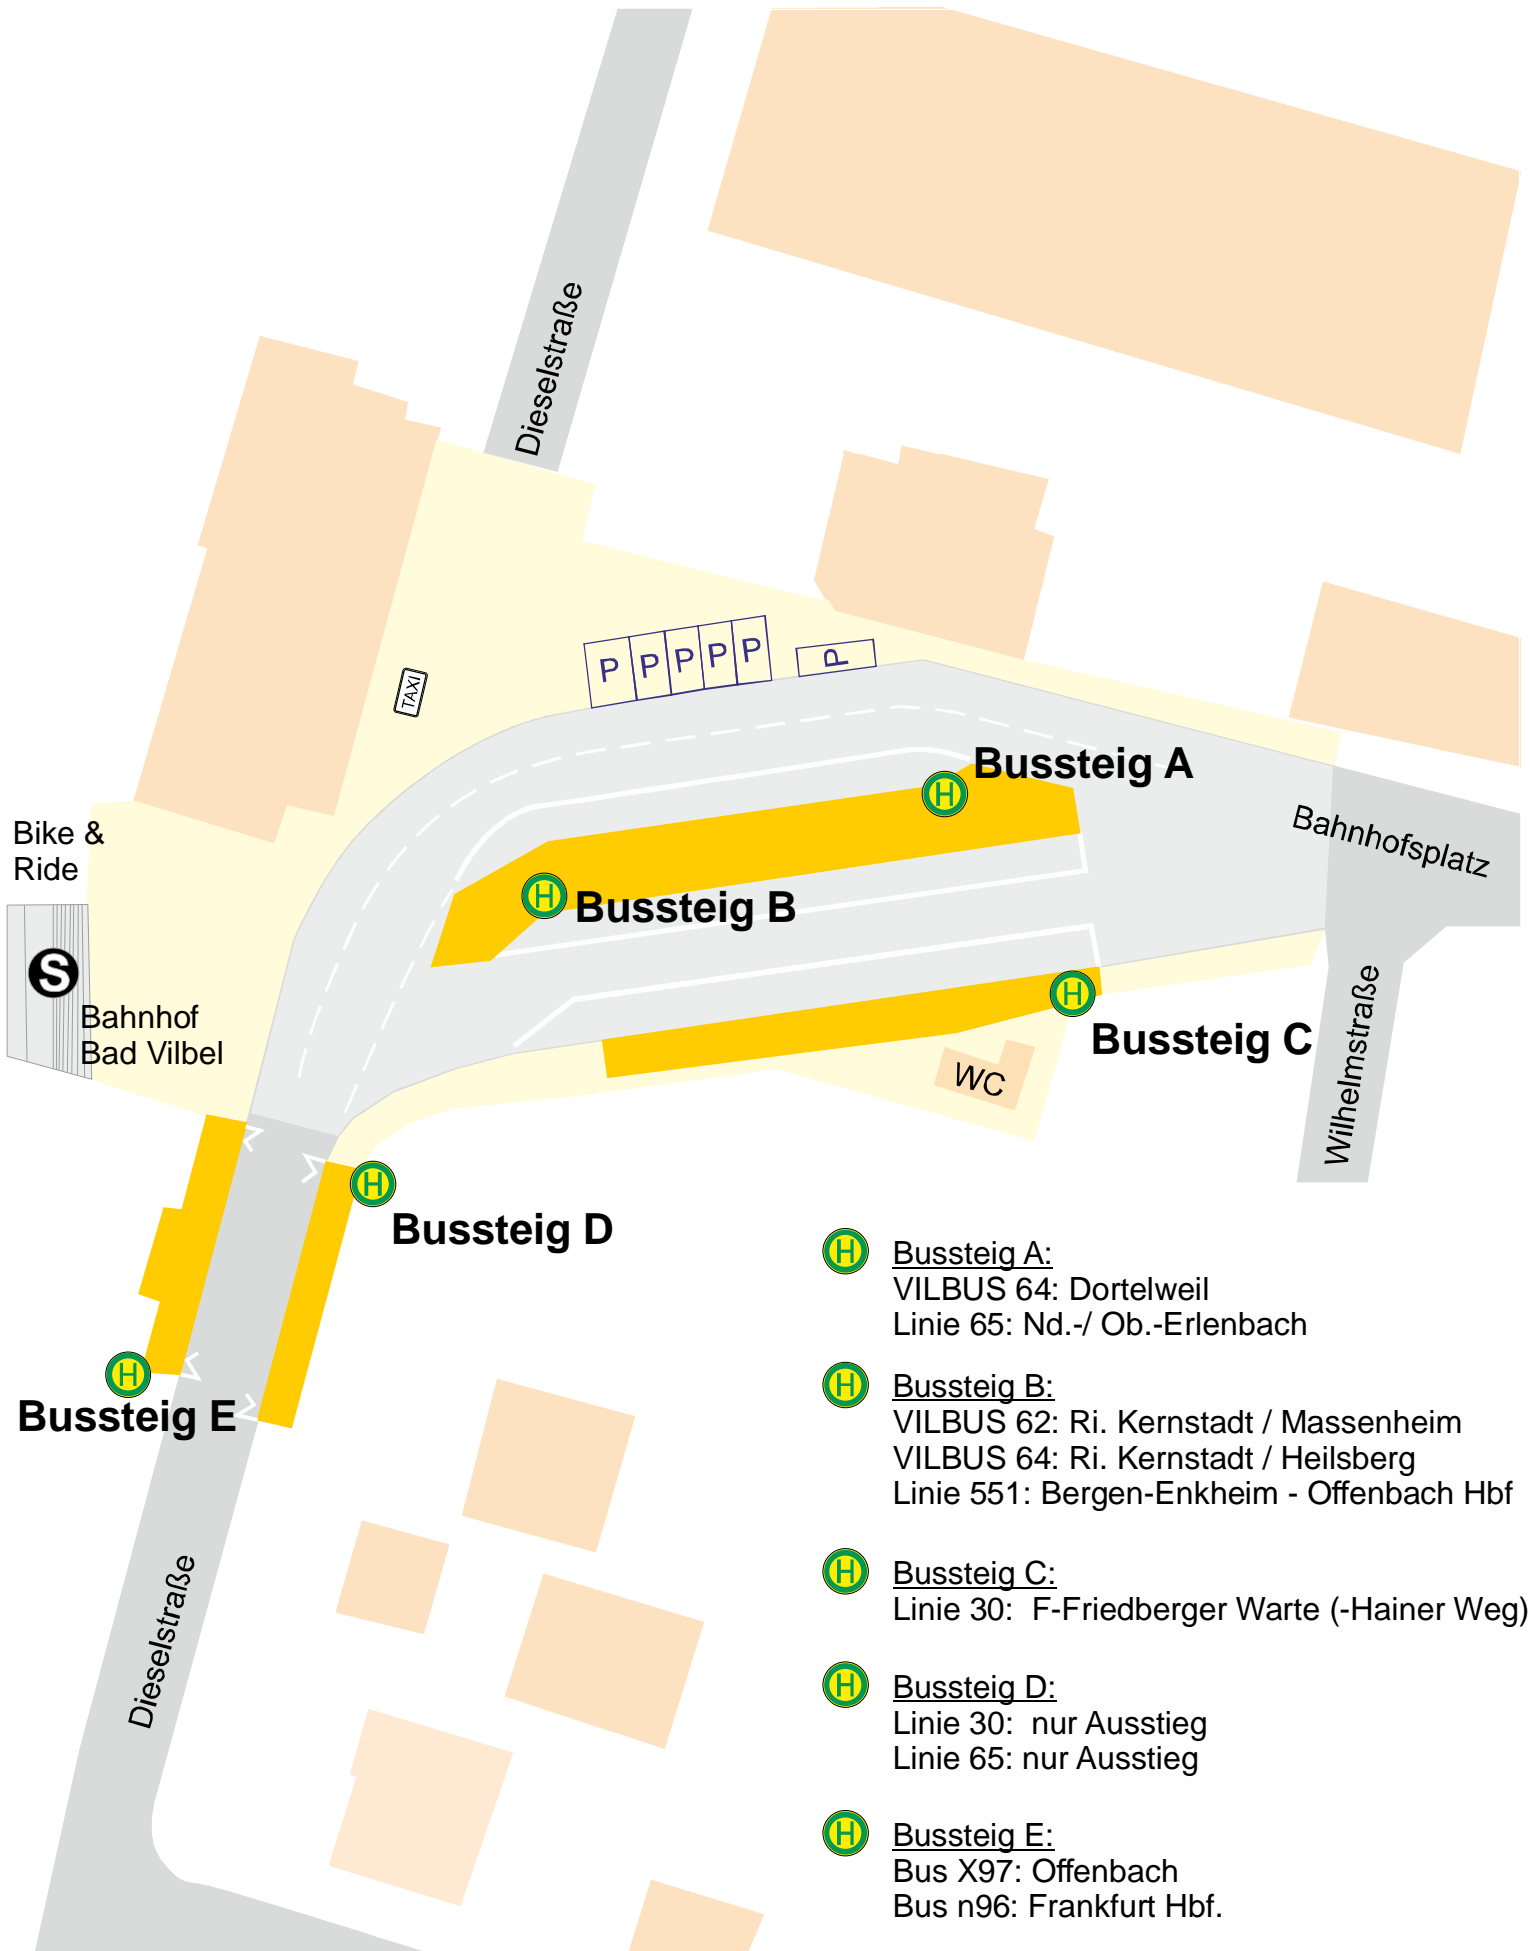 Dieselstraße
P P P P P
P
TAXI
Bussteig A
H
Bahnhofsplatz
Bike &
Ride
H
Bussteig B
S
Bahnhof
Bad Vilbel
H
Bussteig C
Wilhelmstraße
WC
H
Bussteig D
H
Bussteig E
Dieselstraße
H Bussteig A:
VILBUS 64: Dortelweil
Linie 65: Nd.-/ Ob.-Erlenbach
H Bussteig B:
VILBUS 62: Ri. Kernstadt / Massenheim
VILBUS 64: Ri. Kernstadt / Heilsberg
Linie 551: Bergen-Enkheim - Offenbach Hbf
H Bussteig C:
Linie 30: F-Friedberger Warte (-Hainer Weg)
H Bussteig D:
Linie 30: nur Ausstieg
Linie 65: nur Ausstieg
H Bussteig E:
Bus X97: Offenbach
Bus n96: Frankfurt Hbf.